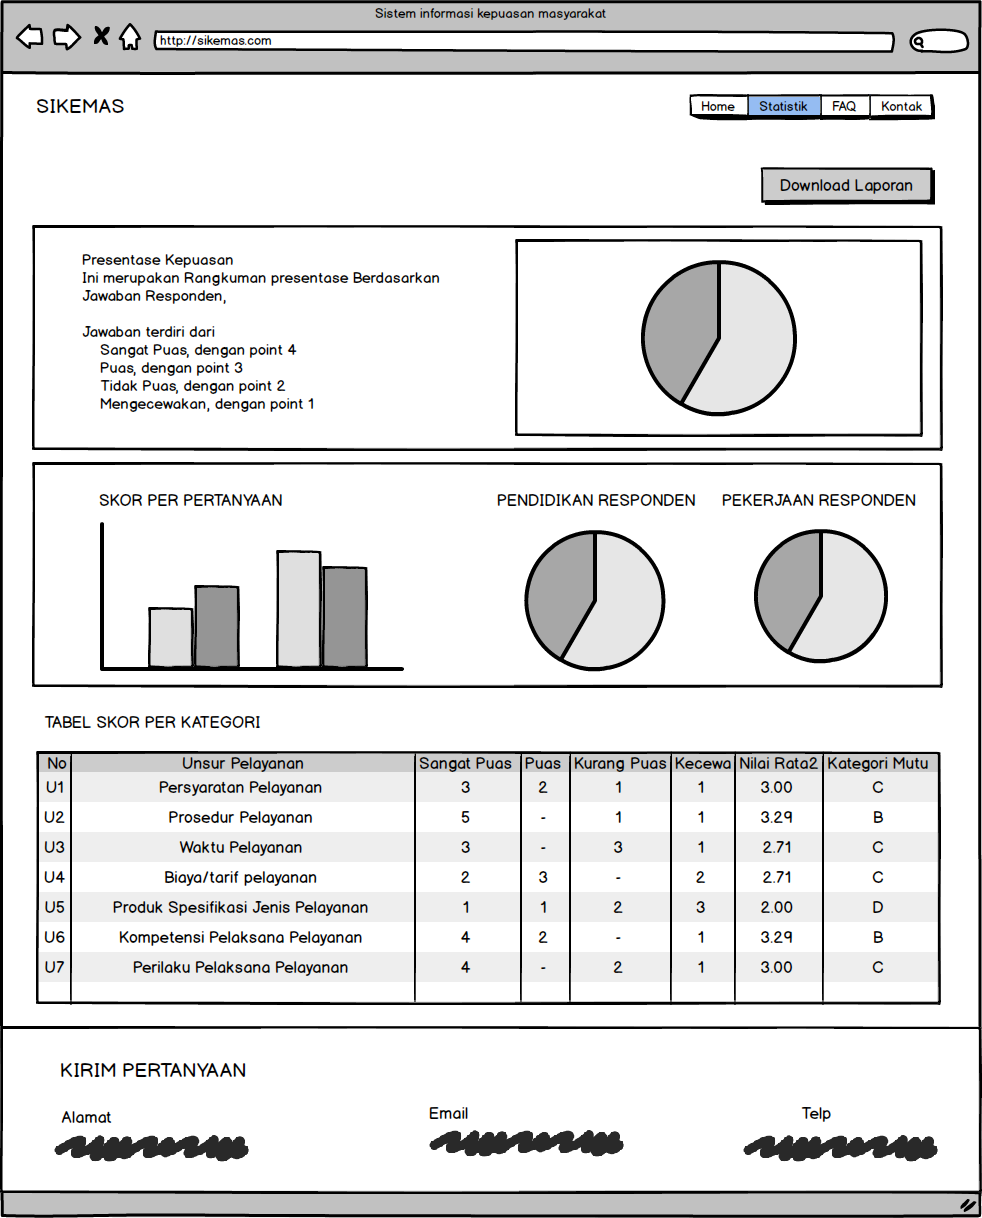 Sistem informasi kepuasan masyarakat
http://sikemas.com
SIKEMAS
Home Statistik FAQ Kontak
Download Laporan
Presentase Kepuasan
Ini merupakan Rangkuman presentase Berdasarkan
Jawaban Responden,
Jawaban terdiri dari
Sangat Puas, dengan point 4
Puas, dengan point 3
Tidak Puas, dengan point 2
Mengecewakan, dengan point 1
SKOR PER PERTANYAAN
PENDIDIKAN RESPONDEN
PEKERJAAN RESPONDEN
TABEL SKOR PER KATEGORI
No Unsur Pelayanan Sangat Puas Puas Kurang Puas Kecewa Nilai Rata2 Kategori Mutu
U1 Persyaratan Pelayanan 3 2 1 1 3.00 C
U2 Prosedur Pelayanan 5 - 1 1 3.29 B
U3 Waktu Pelayanan 3 - 3 1 2.71 C
U4 Biaya/tarif pelayanan 2 3 - 2 2.71 C
U5 Produk Spesifikasi Jenis Pelayanan 1 1 2 3 2.00 D
U6 Kompetensi Pelaksana Pelayanan 4 2 - 1 3.29 B
U7 Perilaku Pelaksana Pelayanan 4 - 2 1 3.00 C
KIRIM PERTANYAAN
Alamat
Email
Telp